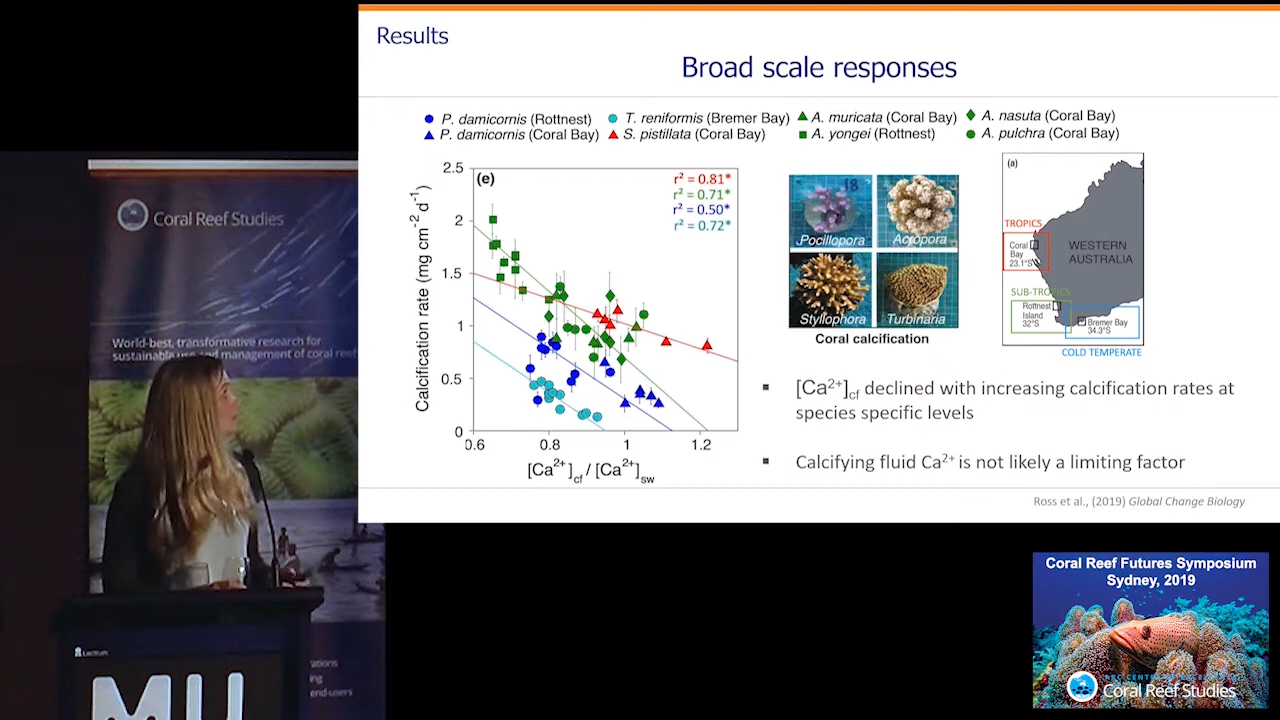 Results
Broad scale responses
P. damicornis (Rottnest)
T. reniformis (Bremer Bay)
A. muricata (Coral Bay)
A. nasuta (Coral Bay)
P. damicornis (Coral Bay)
S. pistillata (Coral Bay)
A. yongei (Rottnest)
A. pulchra (Coral Bay)
(e)
r² = 0.81*
r² = 0.71*
r² = 0.50*
r² = 0.72*
2.5
2
1.5
1
0.5
0
0.6
0.8
1
1.2
Calcification rate (mg cm⁻² d⁻¹)
[Ca²⁺]cf / [Ca²⁺]sw
18
Pocillopora
Acropora
Styllophora
Turbinaria
Coral calcification
(a)
TROPICS
Coral
Bay
23.1°S
WESTERN
AUSTRALIA
SUB-TROPICS
Rottnest
Island
32°S
Bremer Bay
34.3°S
COLD TEMPERATE
▪ [Ca²⁺]cf declined with increasing calcification rates at
species specific levels
▪ Calcifying fluid Ca²⁺ is not likely a limiting factor
Ross et al., (2019) Global Change Biology
Coral Reef Studies
World-best, transformative research for
sustainable use and management of coral reef
end-users
Lectrum
MU
Coral Reef Futures Symposium
Sydney, 2019
Coral Reef Studies